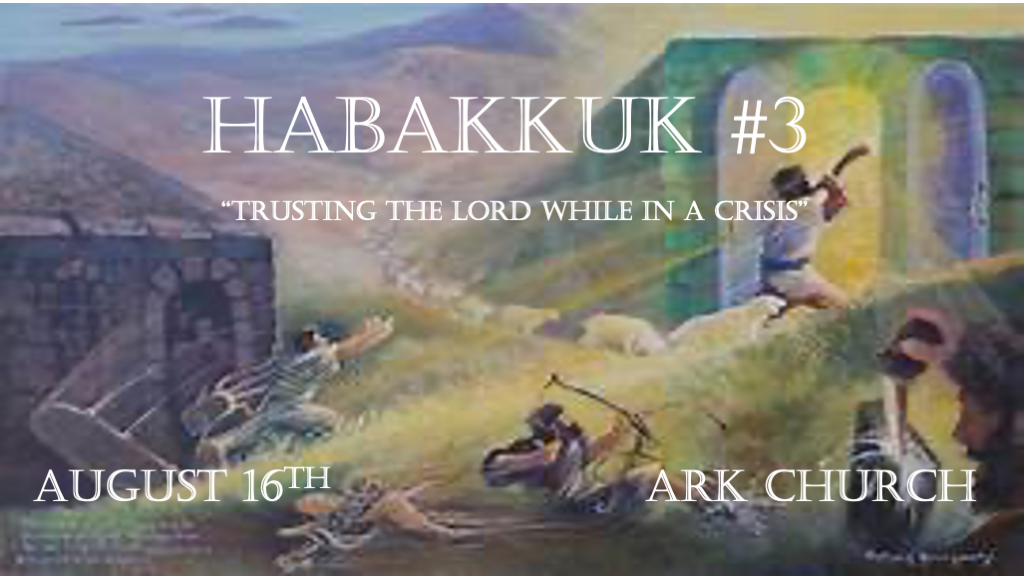 HABAKKUK #3
“TRUSTING THE LORD WHILE IN A CRISIS”
AUGUST 16TH
ARK CHURCH